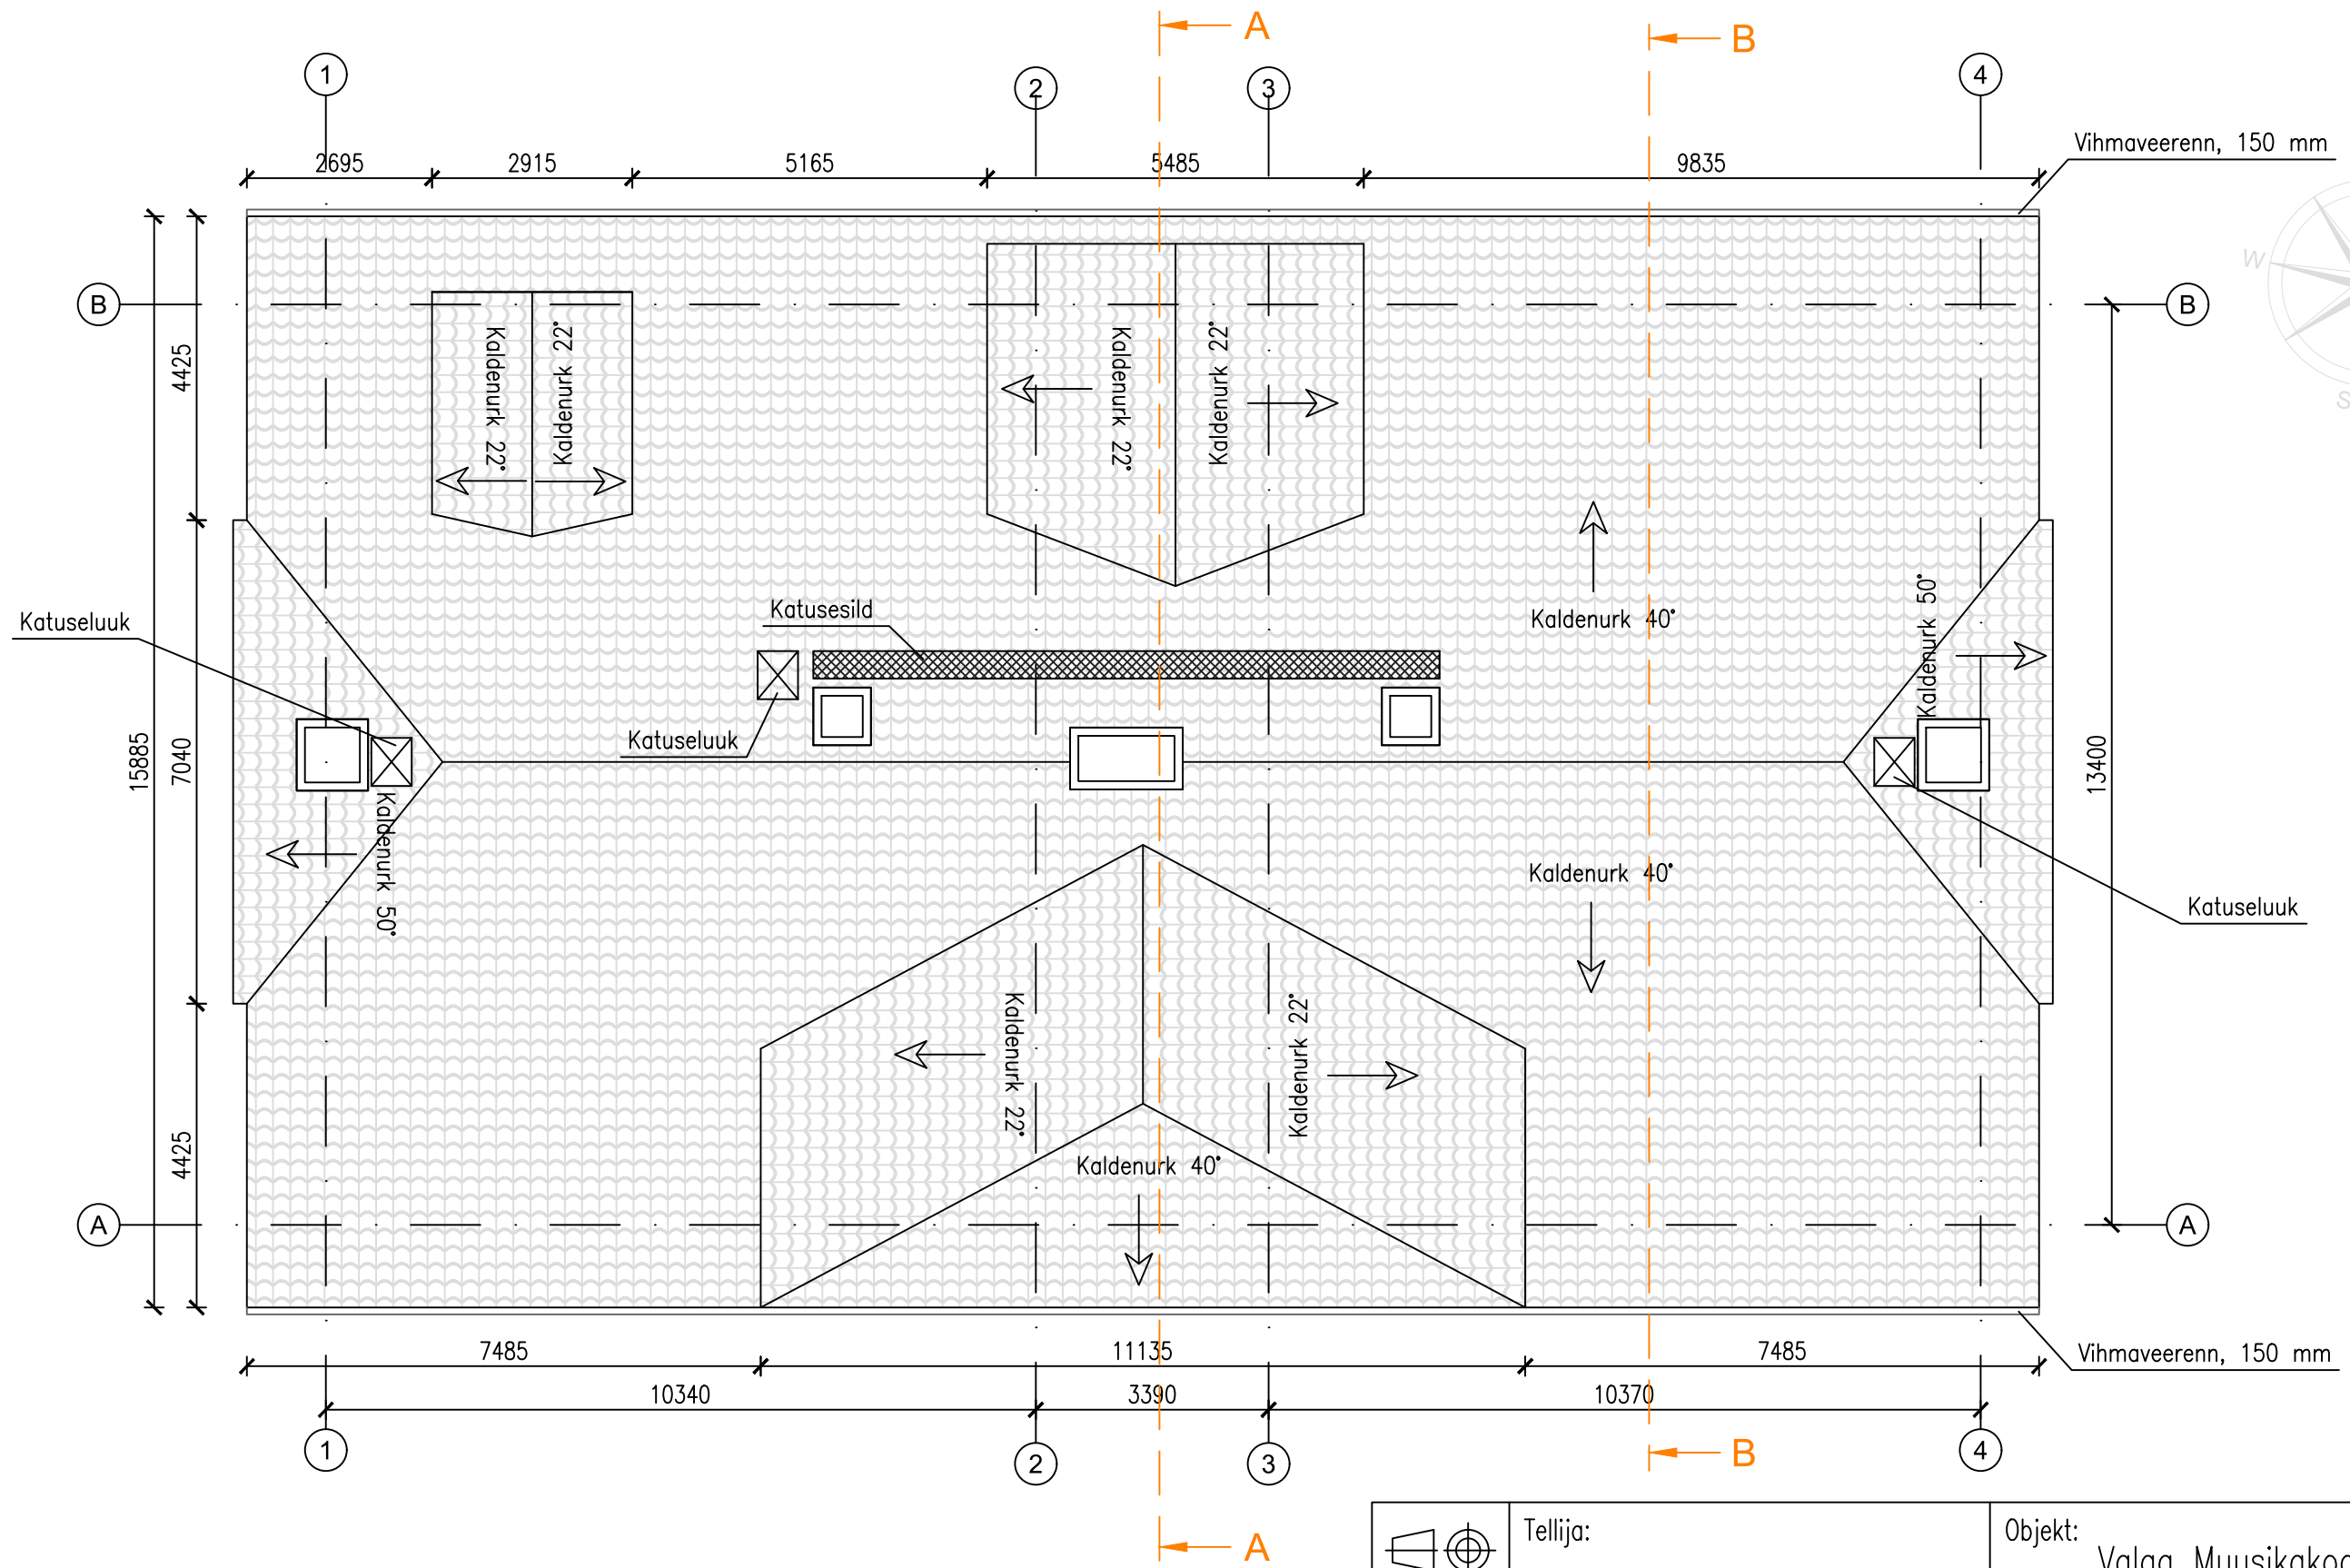 A
B
1
2
3
4
Vihmaveerenn, 150 mm
2695
2915
5165
5485
9835
W
S
B
B
4425
Kaldenurk 22°
Kaldenurk 22°
Kaldenurk 22°
Kaldenurk 22°
Kaldenurk 40°
Kaldenurk 50°
Katusesild
Katuseluuk
Katuseluuk
15885
7040
13400
Kaldenurk 50°
Kaldenurk 40°
Katuseluuk
Kaldenurk 22°
Kaldenurk 22°
Kaldenurk 40°
4425
A
A
7485
11135
7485
Vihmaveerenn, 150 mm
10340
3390
10370
1
2
3
4
B
A
Tellija:
Objekt:
Valga